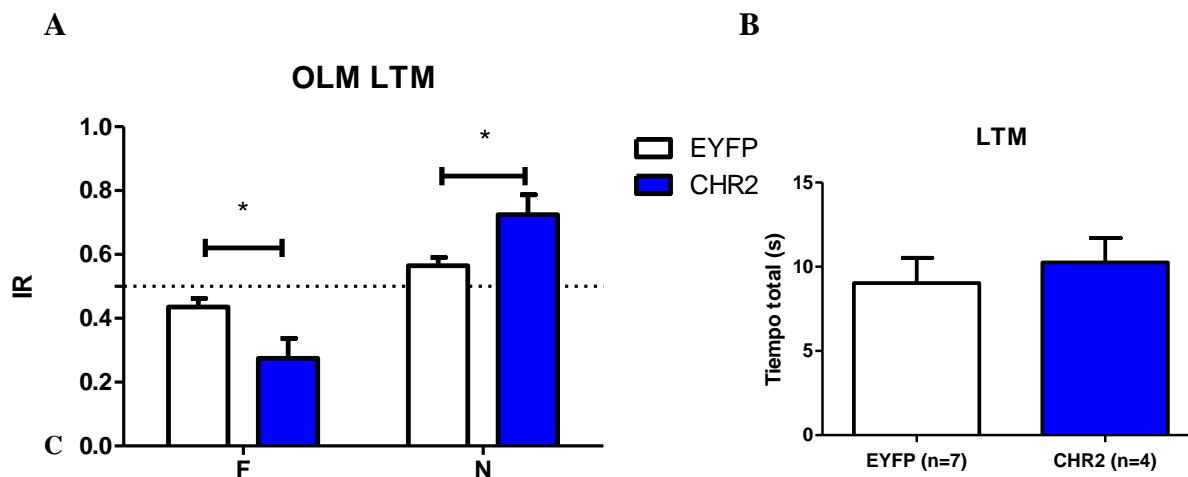 A
OLM LTM
IR
1.0
0.8
0.6
0.4
0.2
0.0
*
*
F
N
EYFP
CHR2
C
B
LTM
Tiempo total (s)
15
10
5
0
EYFP (n=7)
CHR2 (n=4)